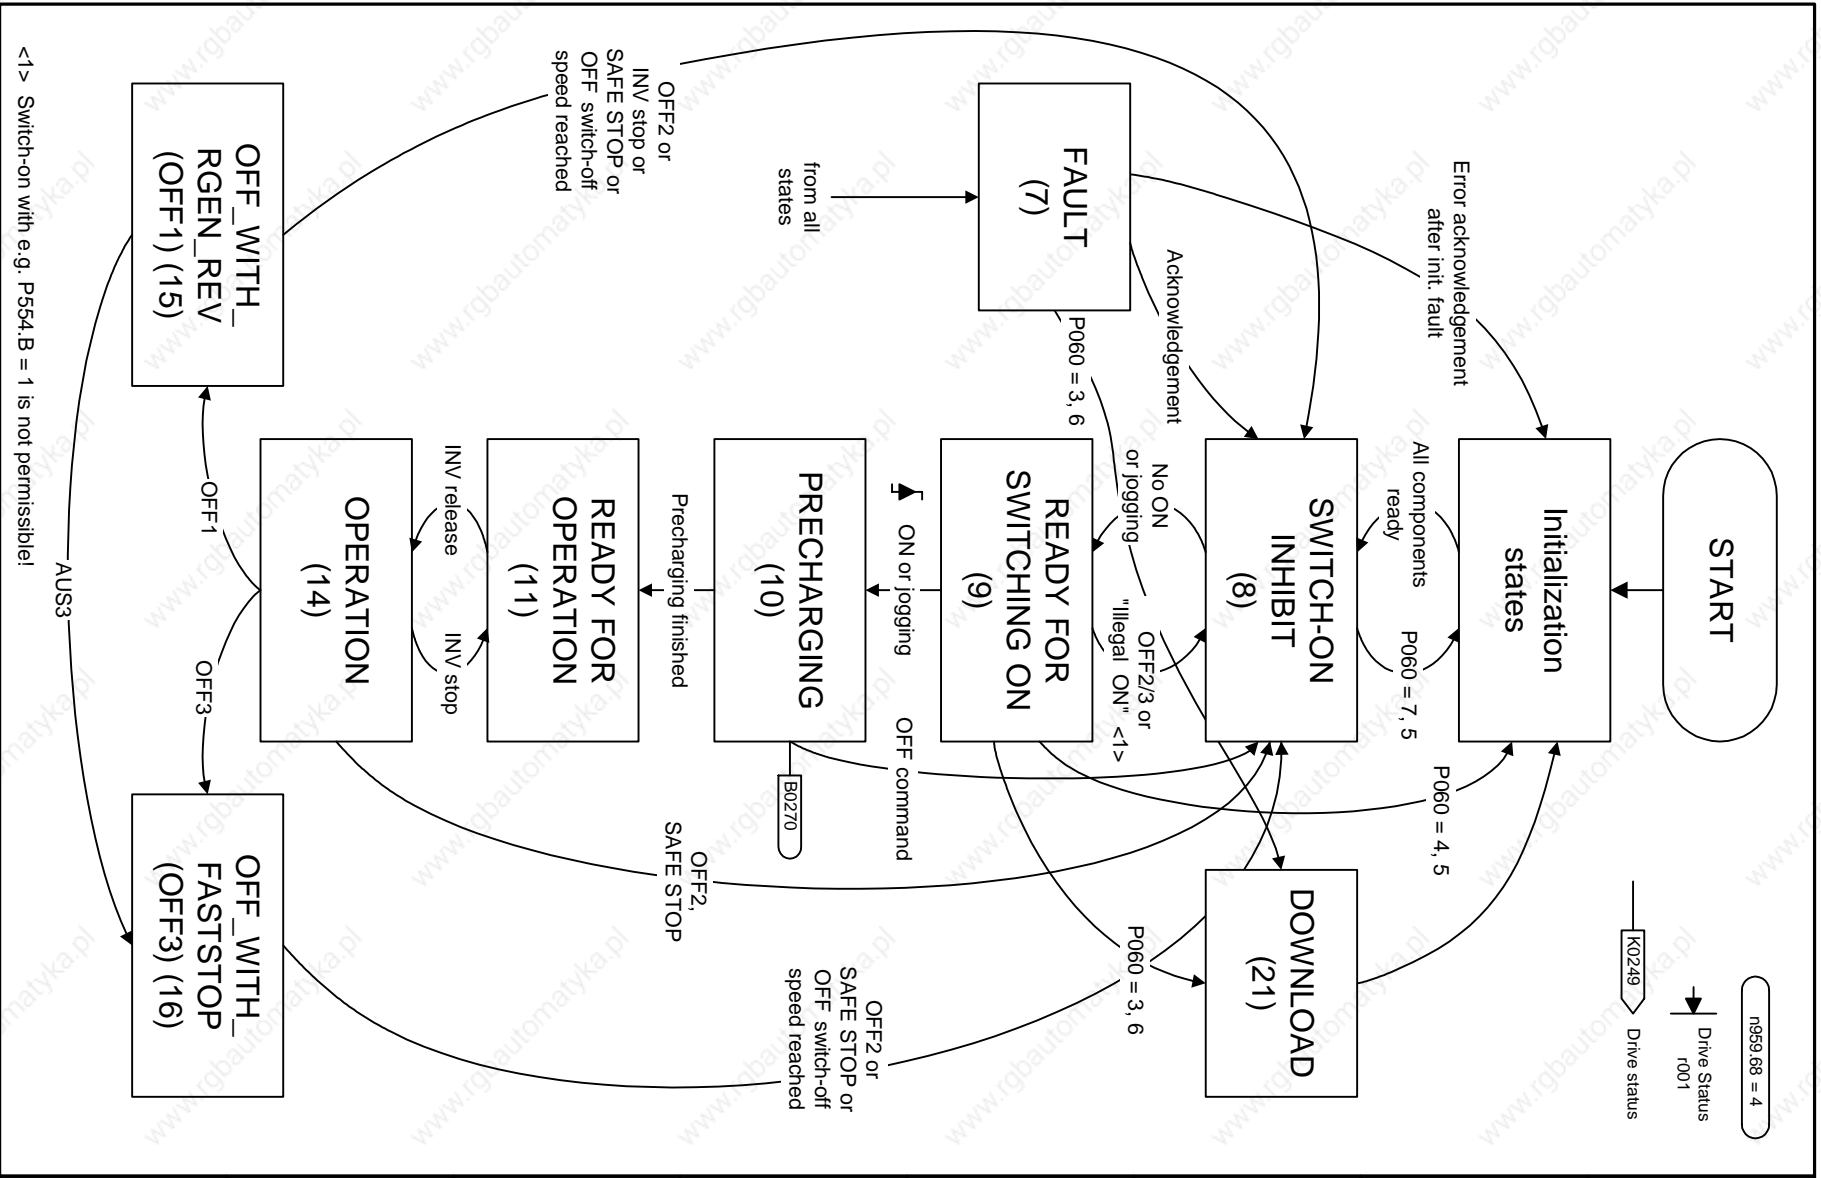 n959.68 = 4
Drive Status
r001
K0249
Drive status
START
Initialization
states
Error acknowledgement
after init. fault
All components
ready
P060 = 7, 5
P060 = 4, 5
SWITCH-ON
INHIBIT
(8)
DOWNLOAD
(21)
FAULT
(7)
Acknowledgement
P060 = 3, 6
from all
states
No ON
or jogging
OFF2/3 or
"Illegal ON" <1>
P060 = 3, 6
READY FOR
SWITCHING ON
(9)
ON or jogging
OFF command
PRECHARGING
(10)
B0270
OFF2 or
SAFE STOP or
OFF switch-off
speed reached
Precharging finished
OFF2,
SAFE STOP
OFF2 or
INV stop or
SAFE STOP or
OFF switch-off
speed reached
READY FOR
OPERATION
(11)
INV release
INV stop
OPERATION
(14)
OFF1
OFF3
OFF_WITH_
RGEN_REV
(OFF1) (15)
OFF_WITH_
FASTSTOP
(OFF3) (16)
AUS3
<1> Switch-on with e.g. P554.B = 1 is not permissible!
www.rgbautomatyka.pl